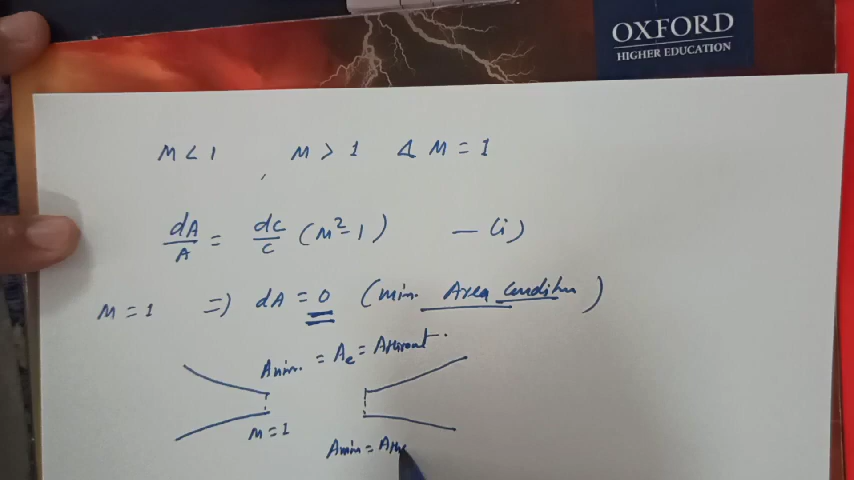 OXFORD
HIGHER EDUCATION
M < 1 , M > 1 & M = 1
dA/A = dC/C (M²-1) — (i)
M = 1 => dA = 0 (min. Area Condition)
Amin. = Ae = Athroat.
M = 1
Amin = Ath